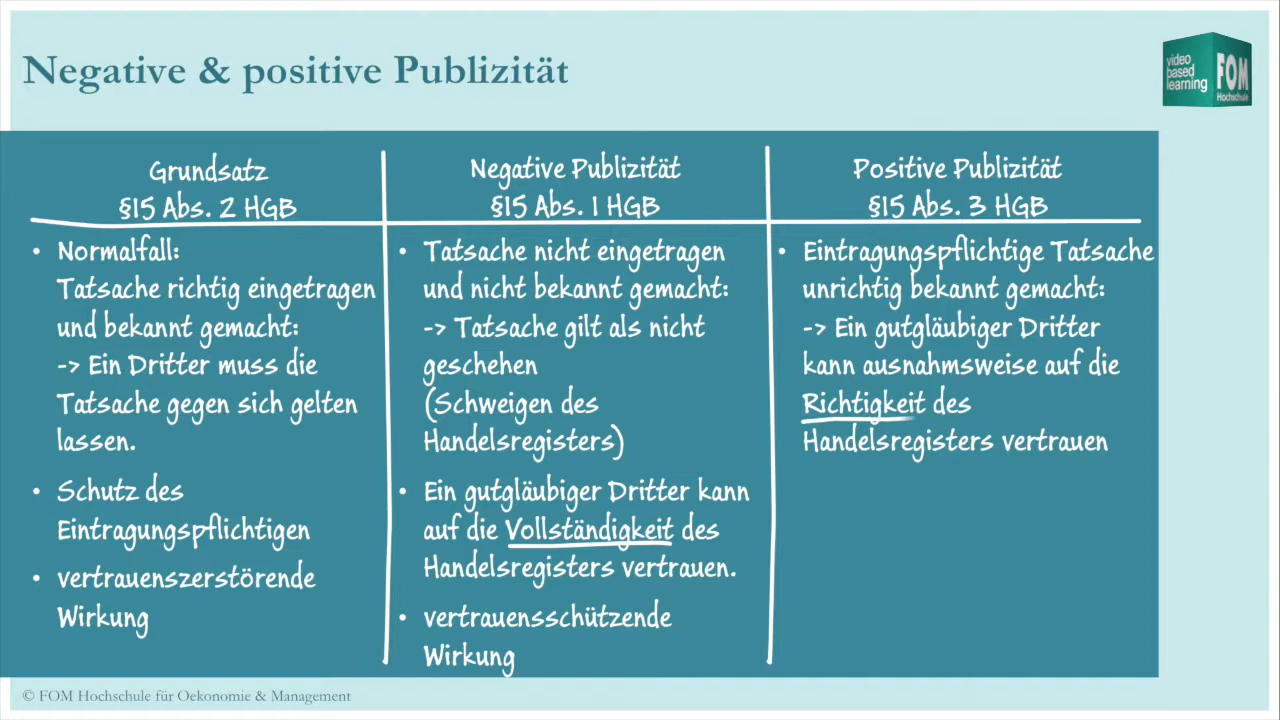 Negative & positive Publizität
video
based
learning
FOM
Hochschule
Grundsatz
§15 Abs. 2 HGB
• Normalfall:
Tatsache richtig eingetragen
und bekannt gemacht:
-> Ein Dritter muss die
Tatsache gegen sich gelten
lassen.
• Schutz des
Eintragungspflichtigen
• vertrauenszerstörende
Wirkung
Negative Publizität
§15 Abs. 1 HGB
• Tatsache nicht eingetragen
und nicht bekannt gemacht:
-> Tatsache gilt als nicht
geschehen
(Schweigen des
Handelsregisters)
• Ein gutgläubiger Dritter kann
auf die Vollständigkeit des
Handelsregisters vertrauen.
• vertrauensschützende
Wirkung
Positive Publizität
§15 Abs. 3 HGB
• Eintragungspflichtige Tatsache
unrichtig bekannt gemacht:
-> Ein gutgläubiger Dritter
kann ausnahmsweise auf die
Richtigkeit des
Handelsregisters vertrauen
© FOM Hochschule für Oekonomie & Management